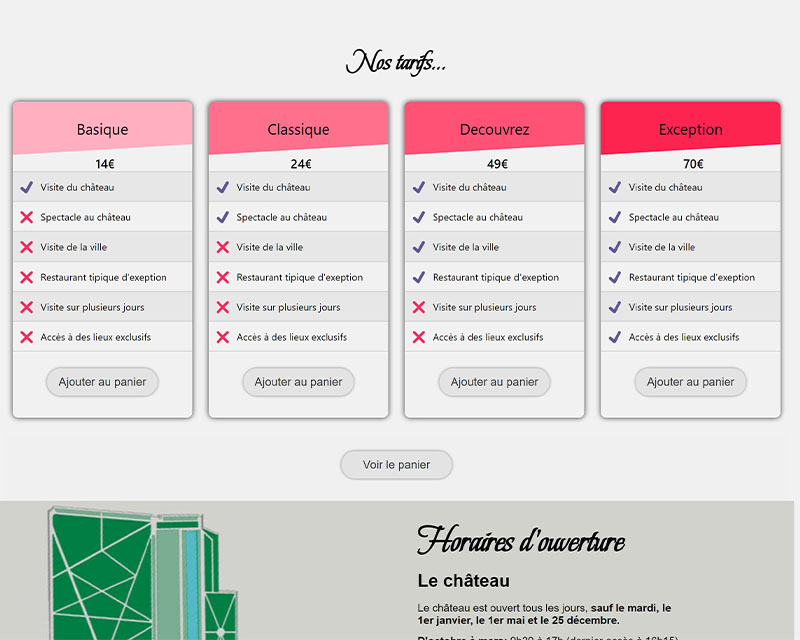 Nos tarifs...
Basique
14€
Visite du château
Spectacle au château
Visite de la ville
Restaurant tipique d'exeption
Visite sur plusieurs jours
Accès à des lieux exclusifs
Ajouter au panier
Classique
24€
Visite du château
Spectacle au château
Visite de la ville
Restaurant tipique d'exeption
Visite sur plusieurs jours
Accès à des lieux exclusifs
Ajouter au panier
Decouvrez
49€
Visite du château
Spectacle au château
Visite de la ville
Restaurant tipique d'exeption
Visite sur plusieurs jours
Accès à des lieux exclusifs
Ajouter au panier
Exception
70€
Visite du château
Spectacle au château
Visite de la ville
Restaurant tipique d'exeption
Visite sur plusieurs jours
Accès à des lieux exclusifs
Ajouter au panier
Voir le panier
Horaires d'ouverture
Le château
Le château est ouvert tous les jours, sauf le mardi, le
1er janvier, le 1er mai et le 25 décembre.
D'octobre à mars: 9h30 à 17h (dernier accès à 16h15)